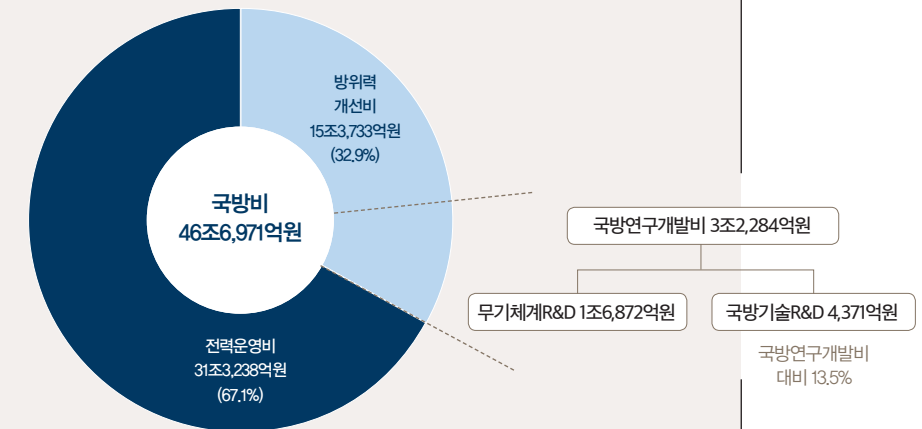 방위력
개선비
15조3,733억원
(32.9%)
국방비
46조6,971억원
전력운영비
31조3,238억원
(67.1%)
국방연구개발비 3조2,284억원
무기체계R&D 1조6,872억원
국방기술R&D 4,371억원
국방연구개발비
대비 13.5%